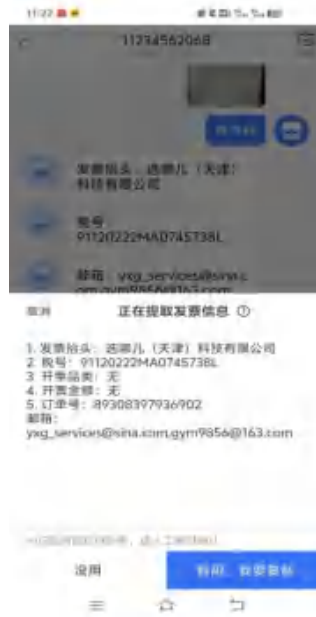 11:22
11234562068
发票抬头：选哪儿（天津）
科技有限公司
税号：
91120222MA0745738L
邮箱：yxg_services@sina.c
om.gym9856@163.com
取消
正在提取发票信息
1. 发票抬头：选哪儿（天津）科技有限公司
2. 税号：91120222MA0745738L
3. 开票品类：无
4. 开票金额：无
5. 订单号：89308397936902
邮箱：
yxg_services@sina.com.gym9856@163.com
没用
有用，我要复制